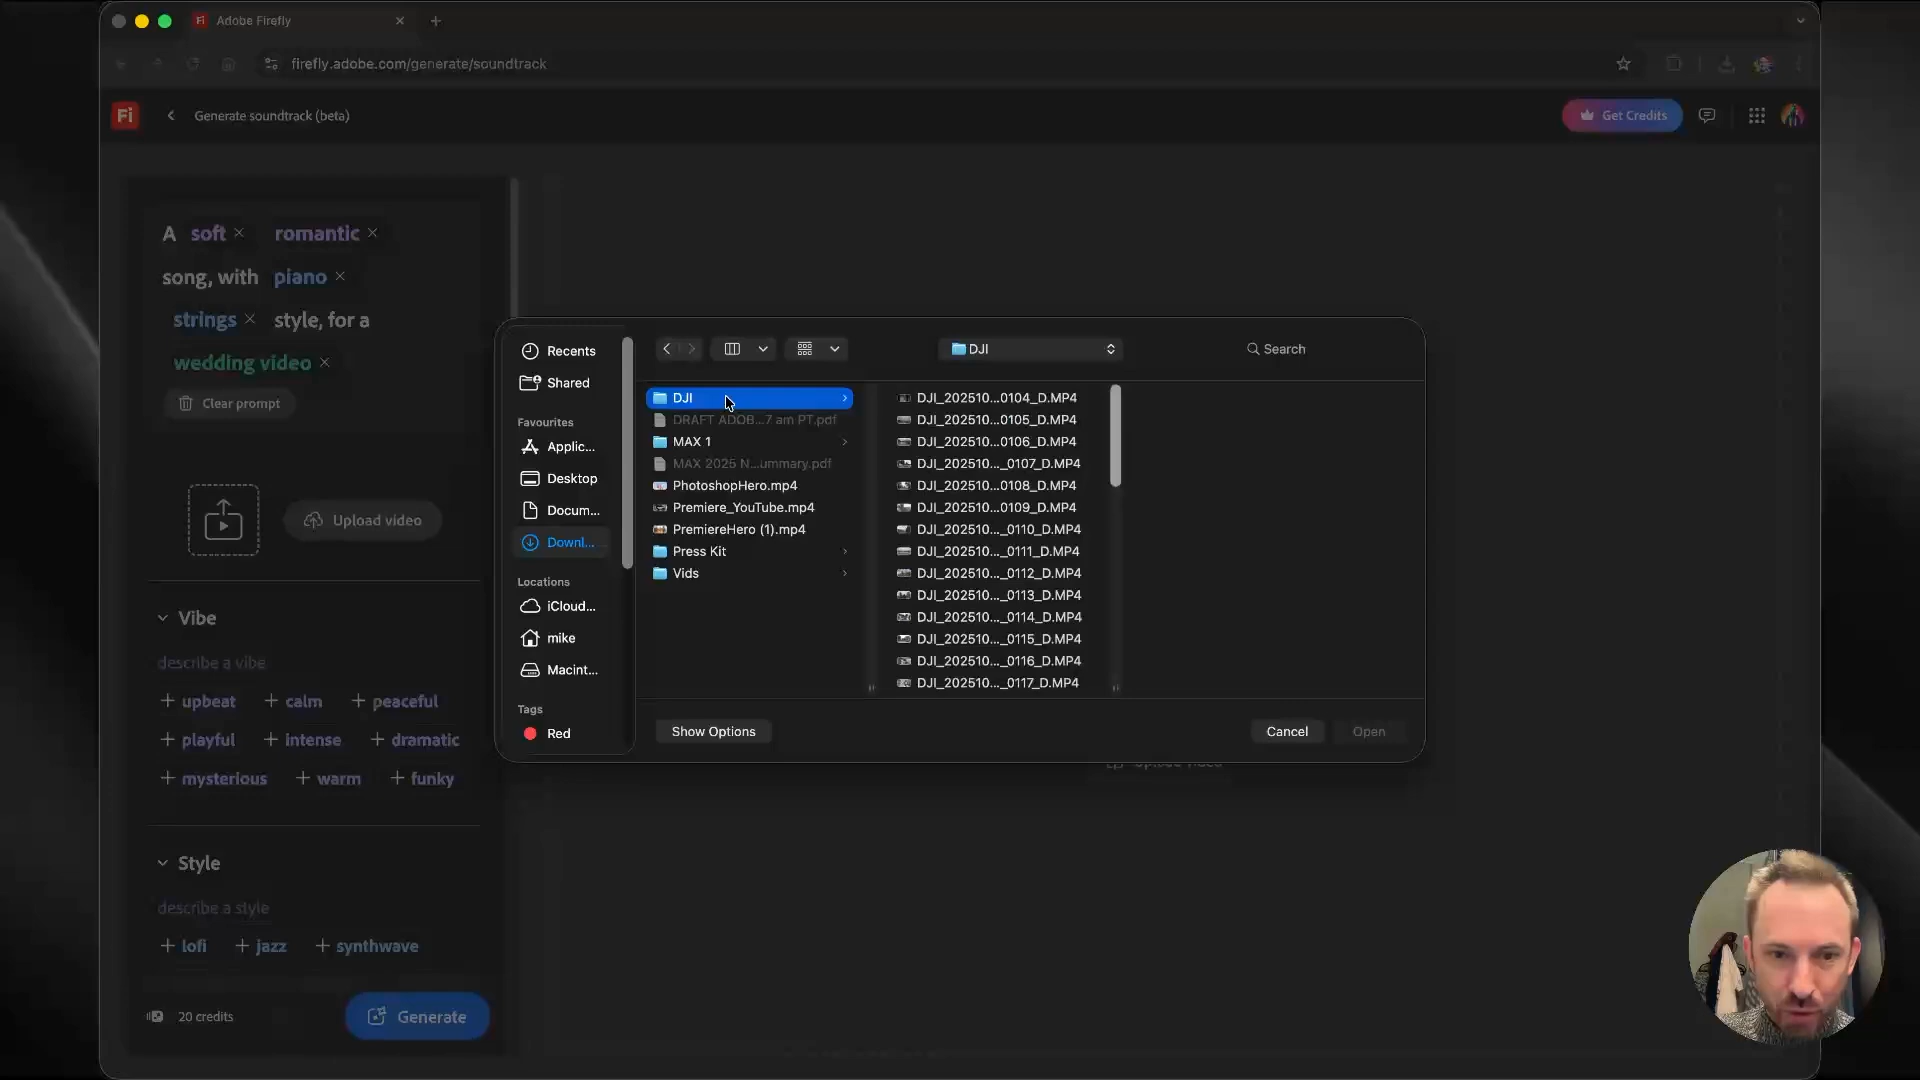 Adobe Firefly
firefly.adobe.com/generate/soundtrack
Fi
Generate soundtrack (beta)
Get Credits
A soft × romantic ×
song, with piano ×
strings × style, for a
wedding video ×
Clear prompt
Upload video
Vibe
describe a vibe
+ upbeat + calm + peaceful
+ playful + intense + dramatic
+ mysterious + warm + funky
Style
describe a style
+ lofi + jazz + synthwave
20 credits
Generate
Recents
Shared
Favourites
Applic...
Desktop
Docum...
Downl...
Locations
iCloud...
mike
Macint...
Tags
Red
DJI
Search
DJI
DRAFT ADOB...7 am PT.pdf
MAX 1
MAX 2025 N...ummary.pdf
PhotoshopHero.mp4
Premiere_YouTube.mp4
PremiereHero (1).mp4
Press Kit
Vids
DJI_202510..._0104_D.MP4
DJI_202510...0105_D.MP4
DJI_202510...0106_D.MP4
DJI_202510..._0107_D.MP4
DJI_202510...0108_D.MP4
DJI_202510...0109_D.MP4
DJI_202510..._0110_D.MP4
DJI_202510..._0111_D.MP4
DJI_202510..._0112_D.MP4
DJI_202510..._0113_D.MP4
DJI_202510..._0114_D.MP4
DJI_202510..._0115_D.MP4
DJI_202510..._0116_D.MP4
DJI_202510..._0117_D.MP4
Show Options
Cancel
Open
Upload video